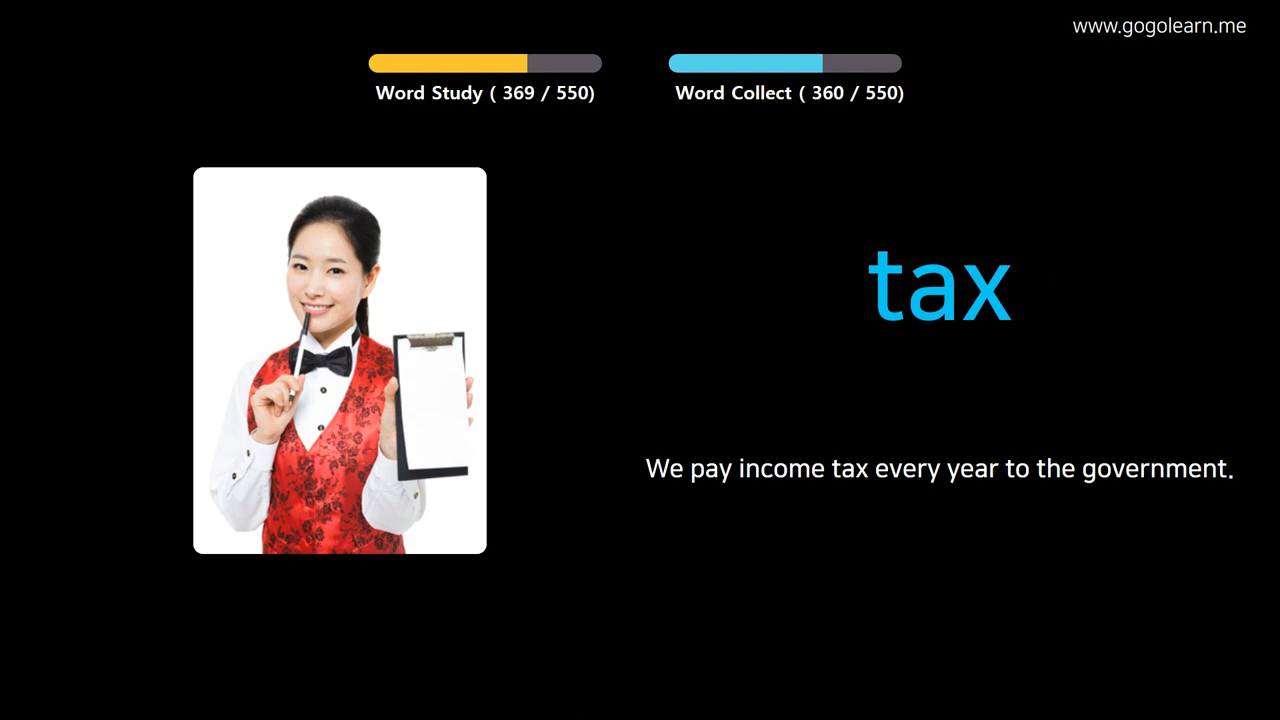 www.gogolearn.me
Word Study ( 369 / 550)
Word Collect ( 360 / 550)
tax
We pay income tax every year to the government.